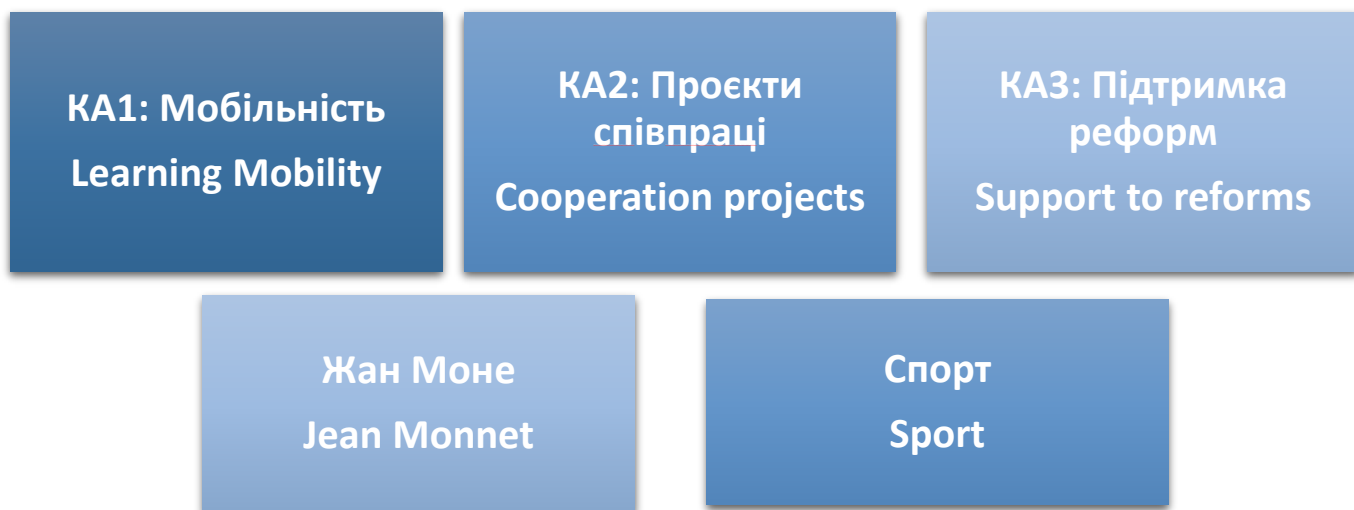 КА1: Мобільність
Learning Mobility
КА2: Проєкти
співпраці
Cooperation projects
КА3: Підтримка
реформ
Support to reforms
Жан Моне
Jean Monnet
Спорт
Sport